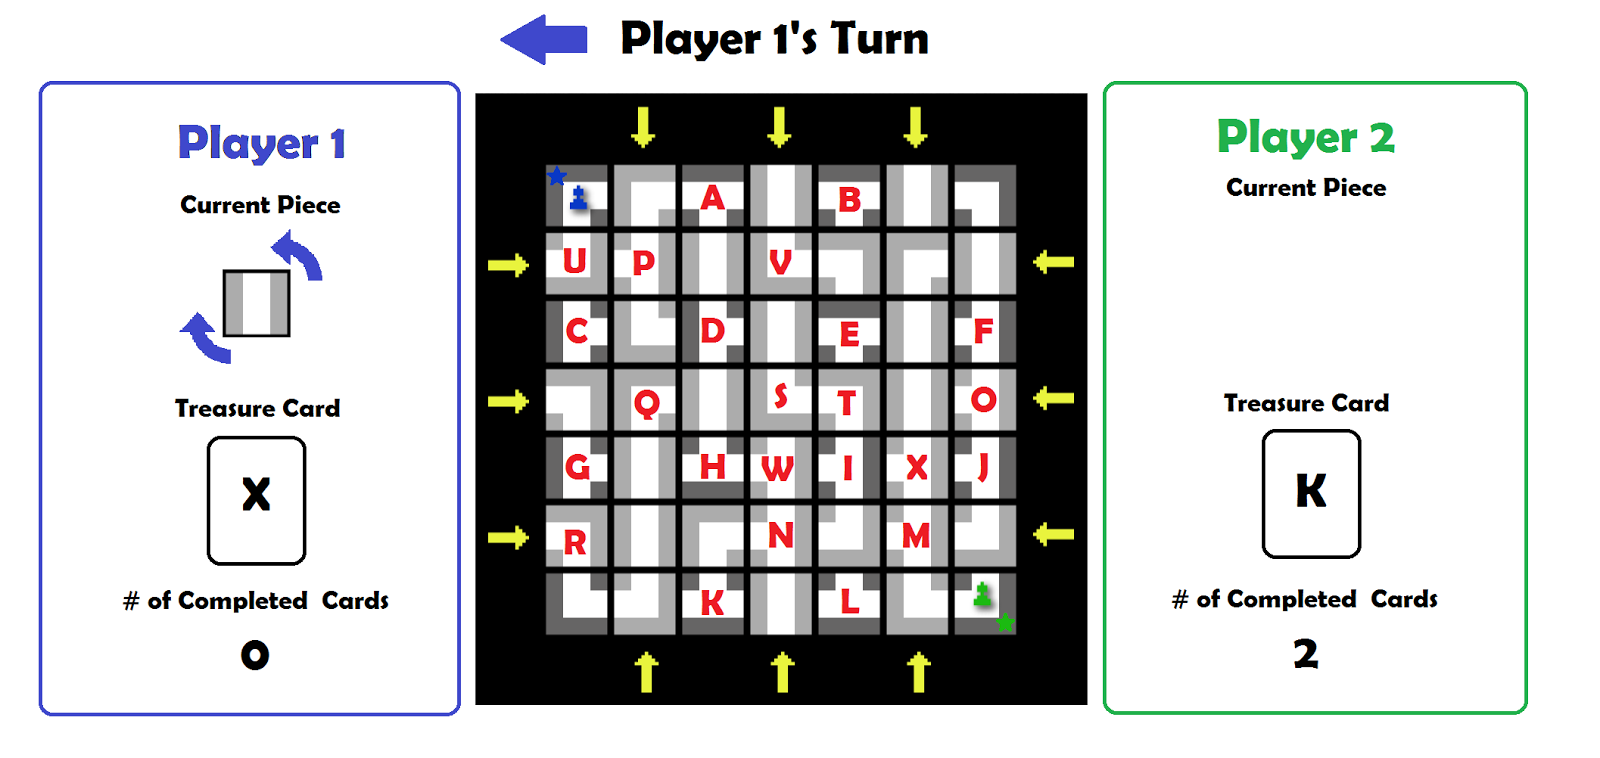 Player 1's Turn
Player 1
Current Piece
Treasure Card
X
# of Completed Cards
0
A B
U P V
C D E F
Q S T O
G H W I X J
R N M
K L
Player 2
Current Piece
Treasure Card
K
# of Completed Cards
2